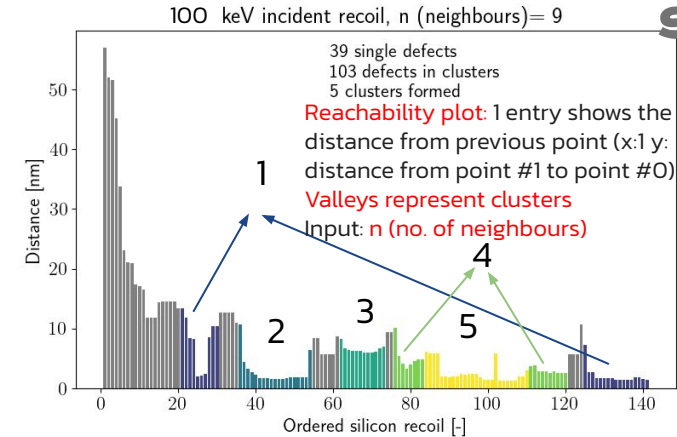 100 keV incident recoil, n (neighbours)= 9
39 single defects
103 defects in clusters
5 clusters formed
Reachability plot: 1 entry shows the
distance from previous point (x:1 y:
distance from point #1 to point #0)
Valleys represent clusters
Input: n (no. of neighbours)
1
4
3
5
2
Distance [nm]
50
40
30
20
10
0
0 20 40 60 80 100 120 140
Ordered silicon recoil [-]